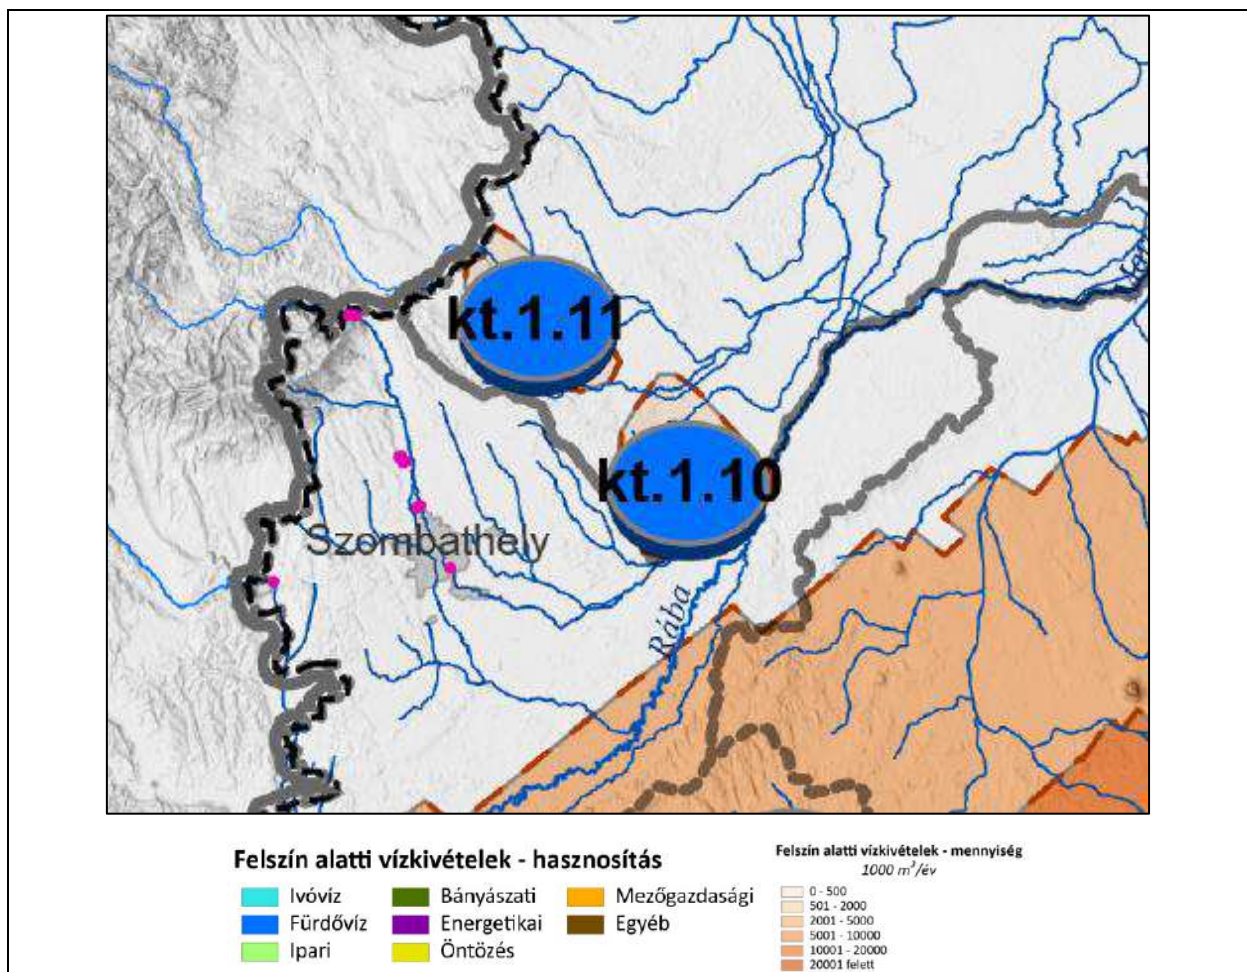 kt.1.11
kt.1.10
Szombathely
Rába
Felszín alatti vízkivételek - hasznosítás
Ivóvíz
Bányászati
Mezőgazdasági
Fürdővíz
Energetikai
Egyéb
Ipari
Öntözés
Felszín alatti vízkivételek - mennyiség
1000 m³/év
0 - 500
501 - 2000
2001 - 5000
5001 - 10000
10001 - 20000
20001 felett